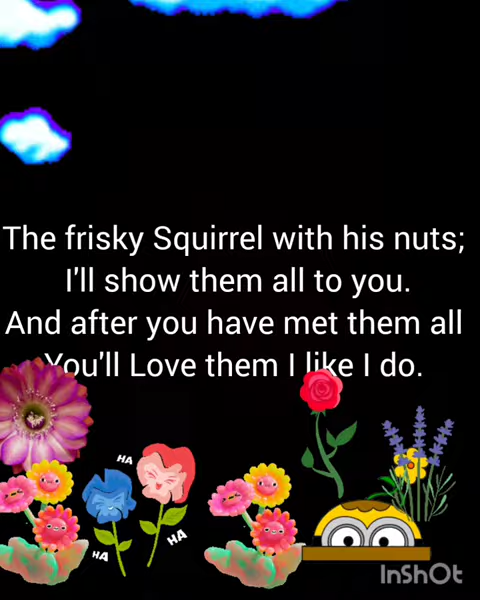 The frisky Squirrel with his nuts;
I'll show them all to you.
And after you have met them all
You'll Love them I like I do.
HA
HA
HA
InShOt